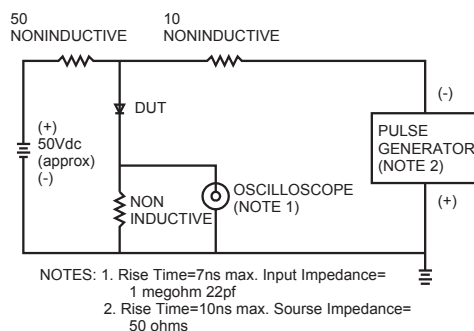 50
NONINDUCTIVE
10
NONINDUCTIVE
DUT
(+)
50Vdc
(approx)
(-)
NON
INDUCTIVE
OSCILLOSCOPE
(NOTE 1)
(-)
PULSE
GENERATOR
(NOTE 2)
(+)
NOTES: 1. Rise Time=7ns max. Input Impedance=
1 megohm 22pf
2. Rise Time=10ns max. Sourse Impedance=
50 ohms